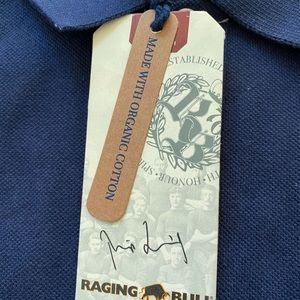 MADE WITH ORGANIC COTTON
ESTABLISHED
HONOUR
RAGING BULL